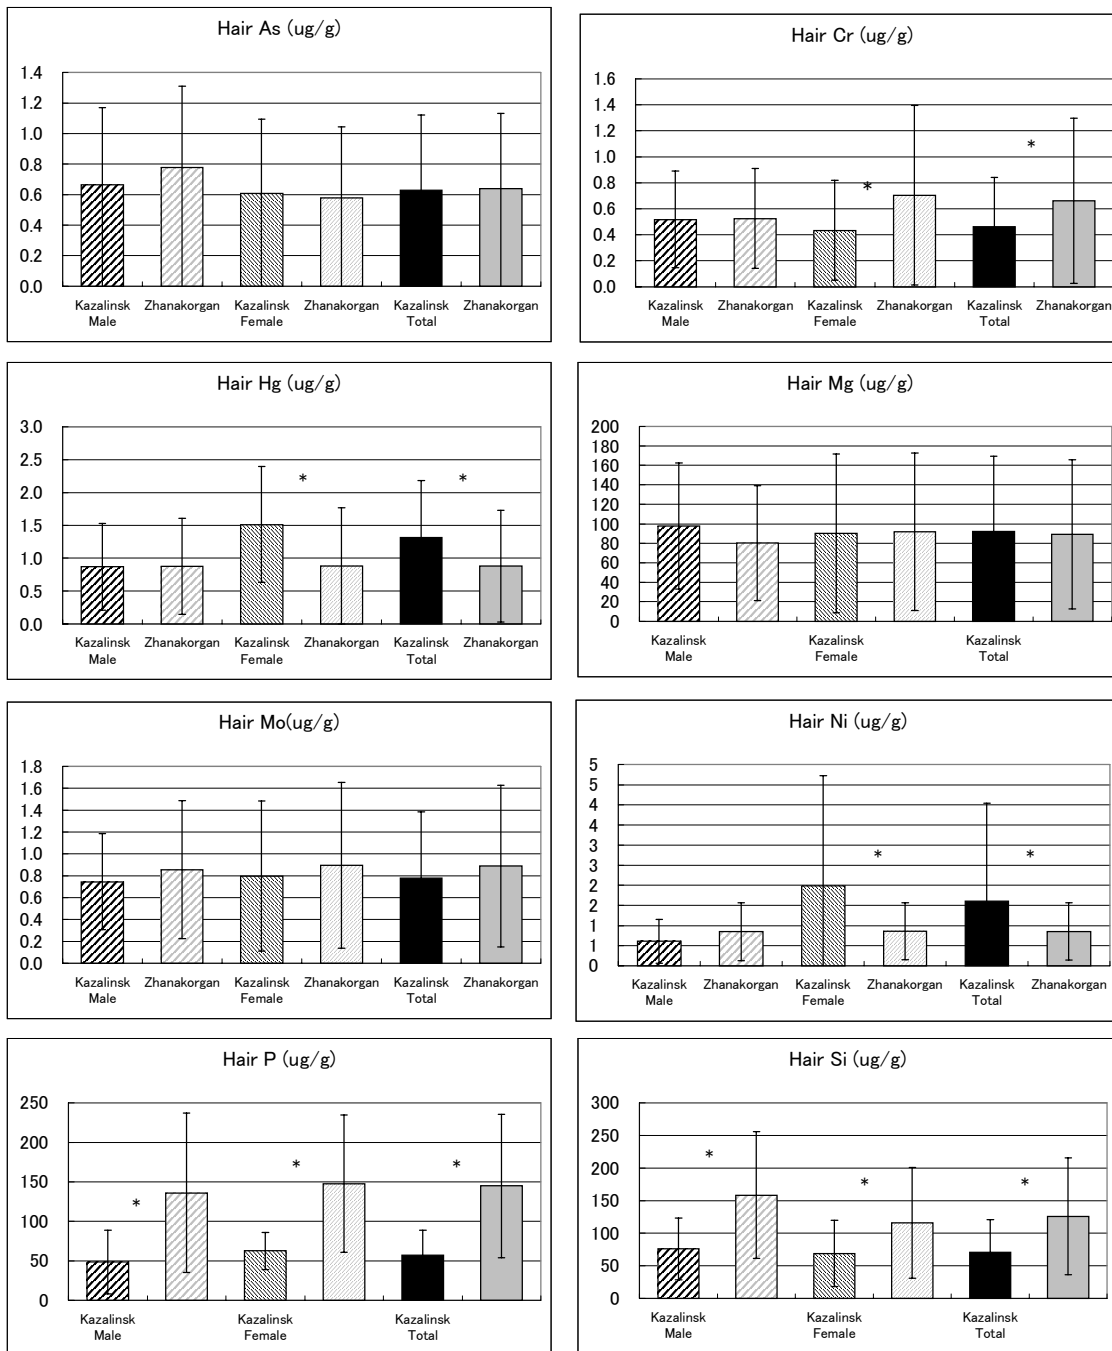 Hair As (ug/g)
1.4
1.2
1.0
0.8
0.6
0.4
0.2
0.0
Kazalinsk Zhanakorgan Kazalinsk Zhanakorgan Kazalinsk Zhanakorgan
Male Female Total
Hair Cr (ug/g)
1.6
1.4
1.2
1.0
0.8
0.6
0.4
0.2
0.0
*
*
Kazalinsk Zhanakorgan Kazalinsk Zhanakorgan Kazalinsk Zhanakorgan
Male Female Total
Hair Hg (ug/g)
3.0
2.5
2.0
1.5
1.0
0.5
0.0
* *
Kazalinsk Zhanakorgan Kazalinsk Zhanakorgan Kazalinsk Zhanakorgan
Male Female Total
Hair Mg (ug/g)
200
180
160
140
120
100
80
60
40
20
0
Kazalinsk Kazalinsk Kazalinsk
Male Female Total
Hair Mo(ug/g)
1.8
1.6
1.4
1.2
1.0
0.8
0.6
0.4
0.2
0.0
Kazalinsk Zhanakorgan Kazalinsk Zhanakorgan Kazalinsk Zhanakorgan
Male Female Total
Hair Ni (ug/g)
5
5
4
4
3
3
2
2
1
1
0
* *
Kazalinsk Zhanakorgan Kazalinsk Zhanakorgan Kazalinsk Zhanakorgan
Male Female Total
Hair P (ug/g)
250
200
150
100
50
0
* * *
Kazalinsk Kazalinsk Kazalinsk
Male Female Total
Hair Si (ug/g)
300
250
200
150
100
50
0
* * *
Kazalinsk Kazalinsk Kazalinsk
Male Female Total